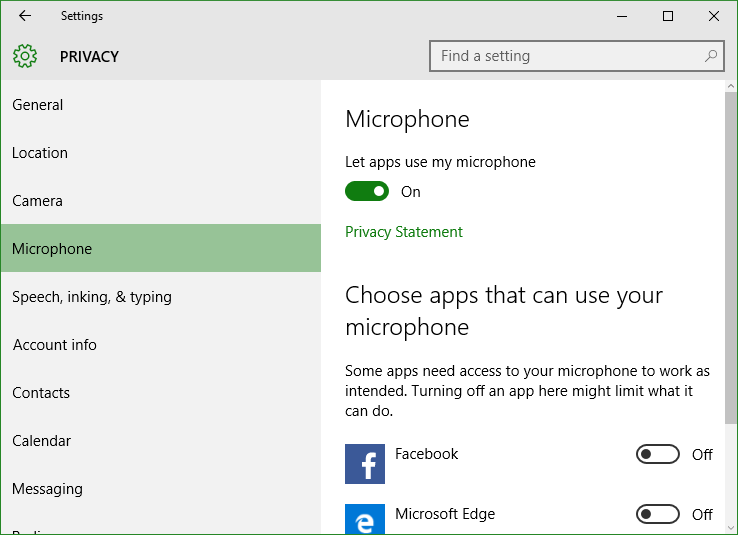 Settings
PRIVACY
Find a setting
General
Location
Camera
Microphone
Speech, inking, & typing
Account info
Contacts
Calendar
Messaging
Microphone
Let apps use my microphone
On
Privacy Statement
Choose apps that can use your
microphone
Some apps need access to your microphone to work as
intended. Turning off an app here might limit what it
can do.
Facebook
Off
Microsoft Edge
Off